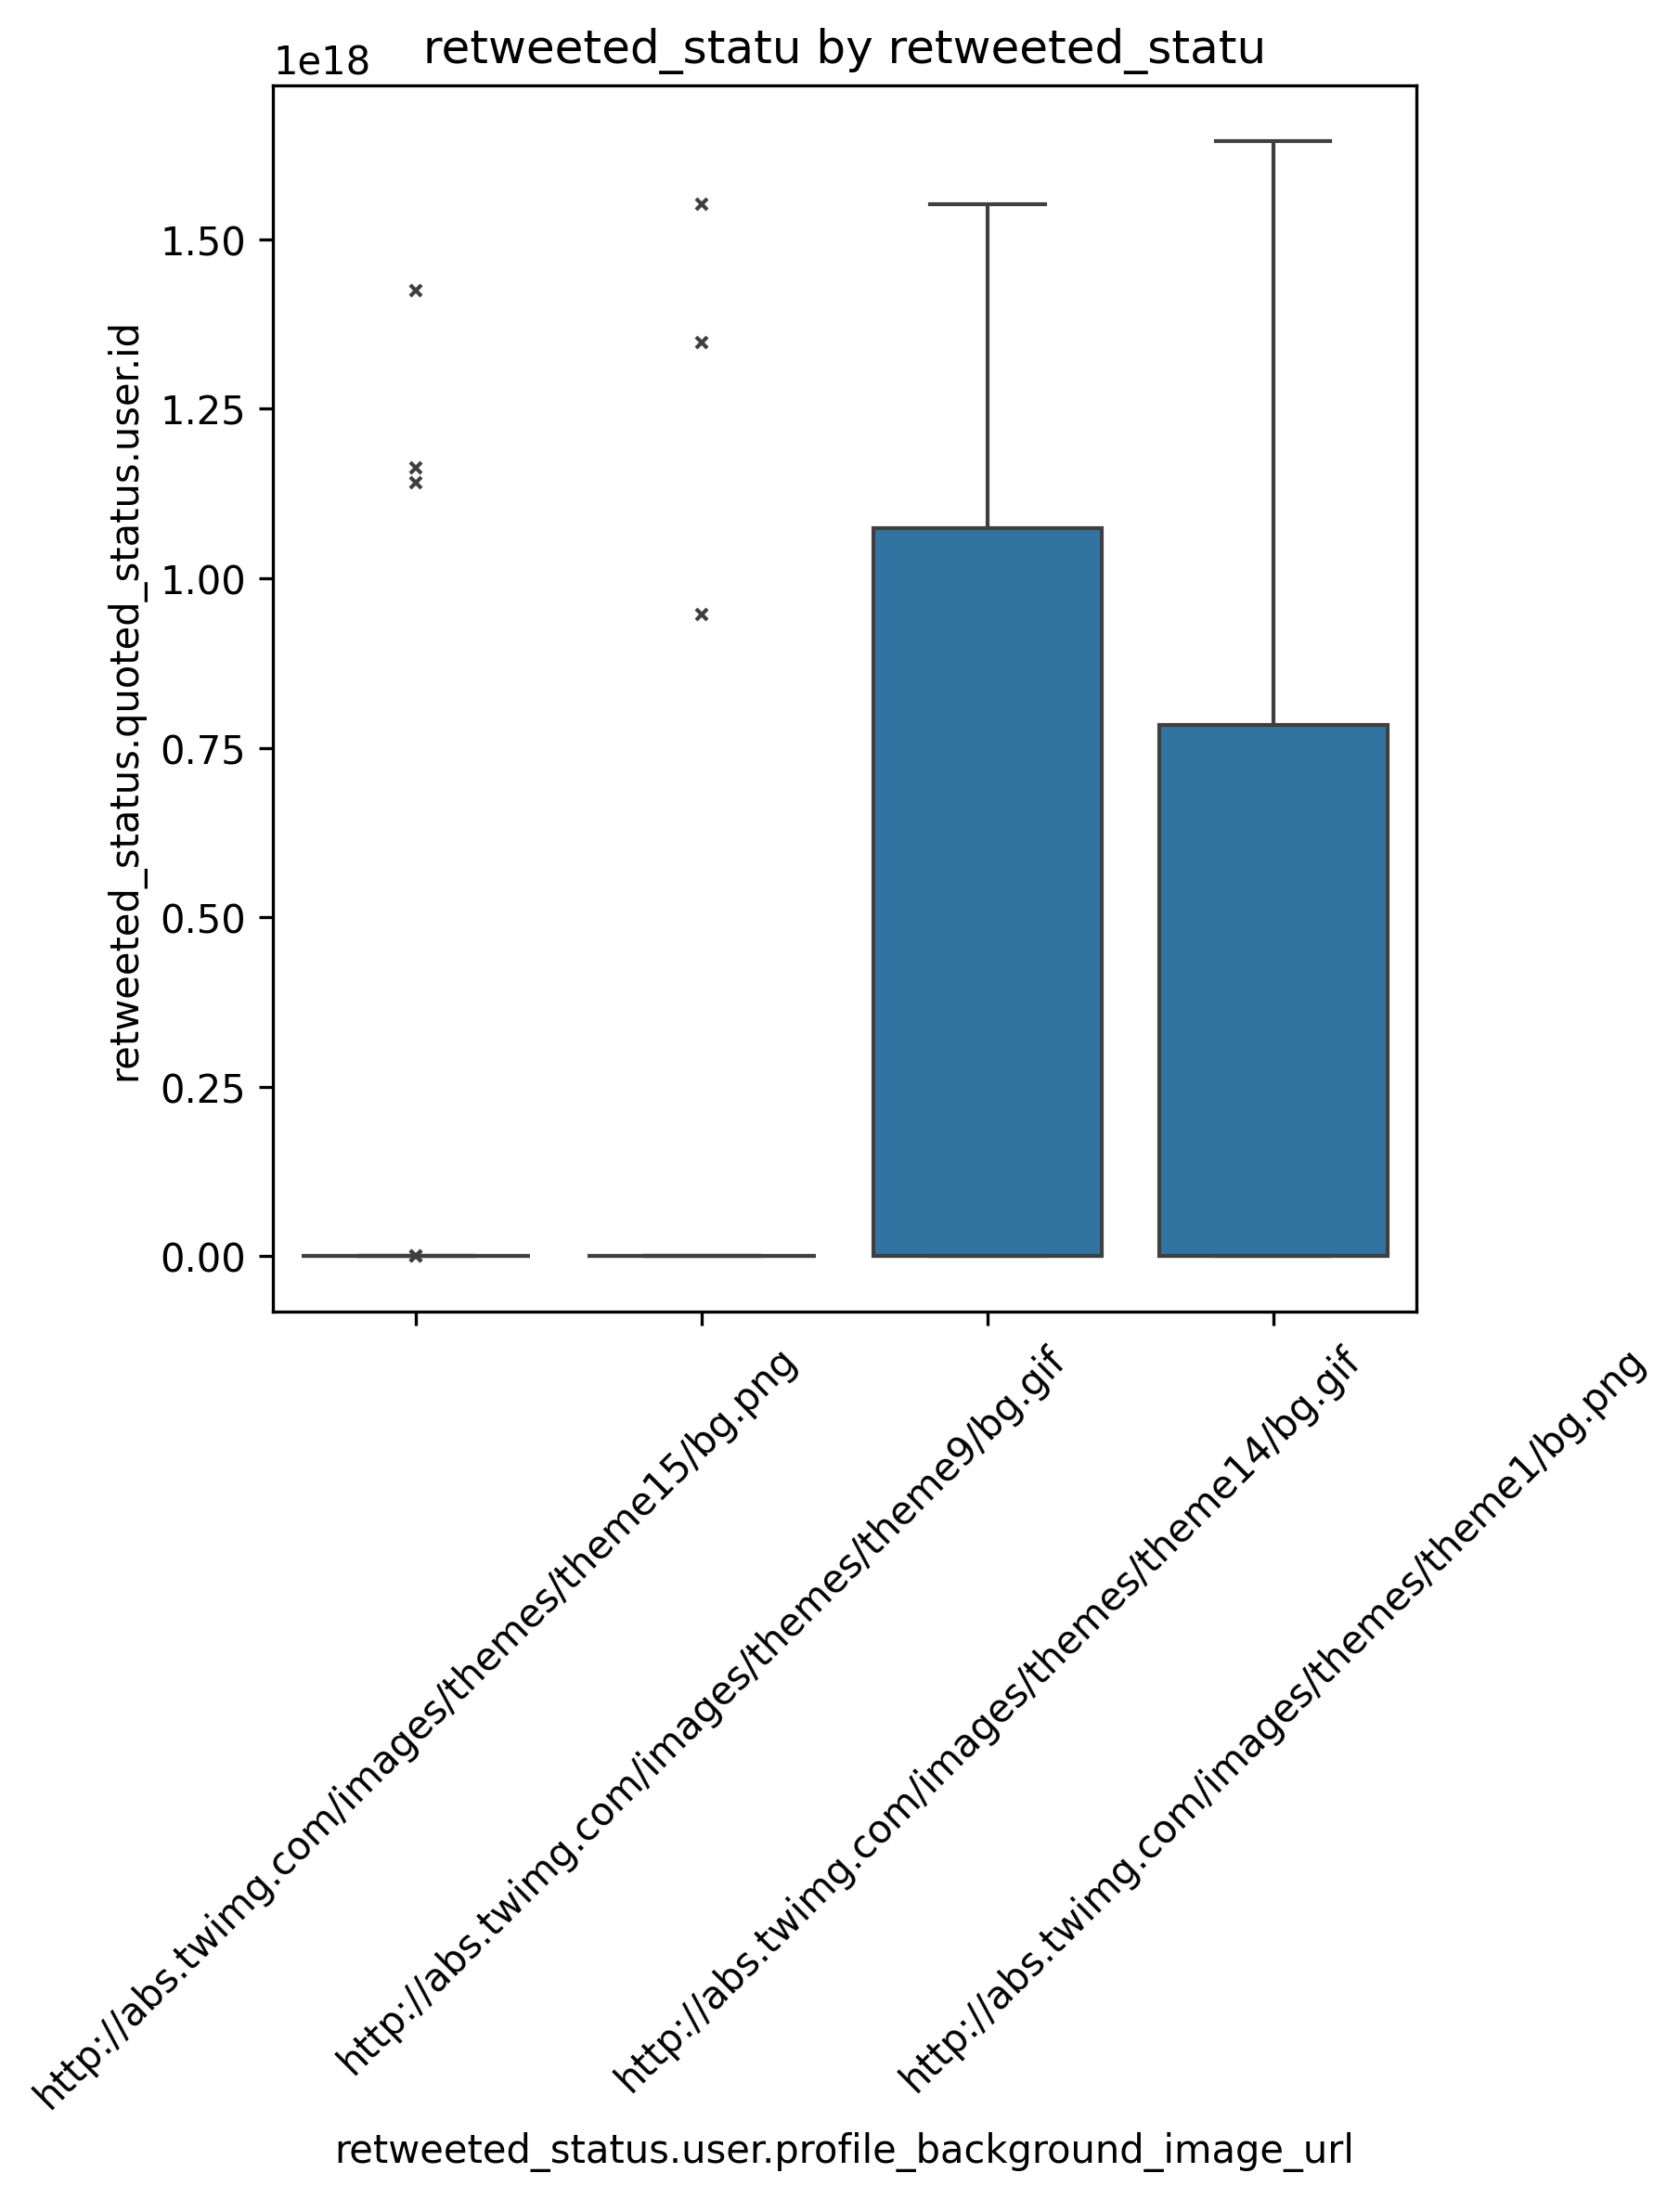 retweeted_statu by retweeted_statu
1e18
1.50
1.25
1.00
0.75
0.50
0.25
0.00
retweeted_status.quoted_status.user.id
http://abs.twimg.com/images/themes/theme15/bg.png
http://abs.twimg.com/images/themes/theme9/bg.gif
http://abs.twimg.com/images/themes/theme14/bg.gif
http://abs.twimg.com/images/themes/theme1/bg.png
retweeted_status.user.profile_background_image_url